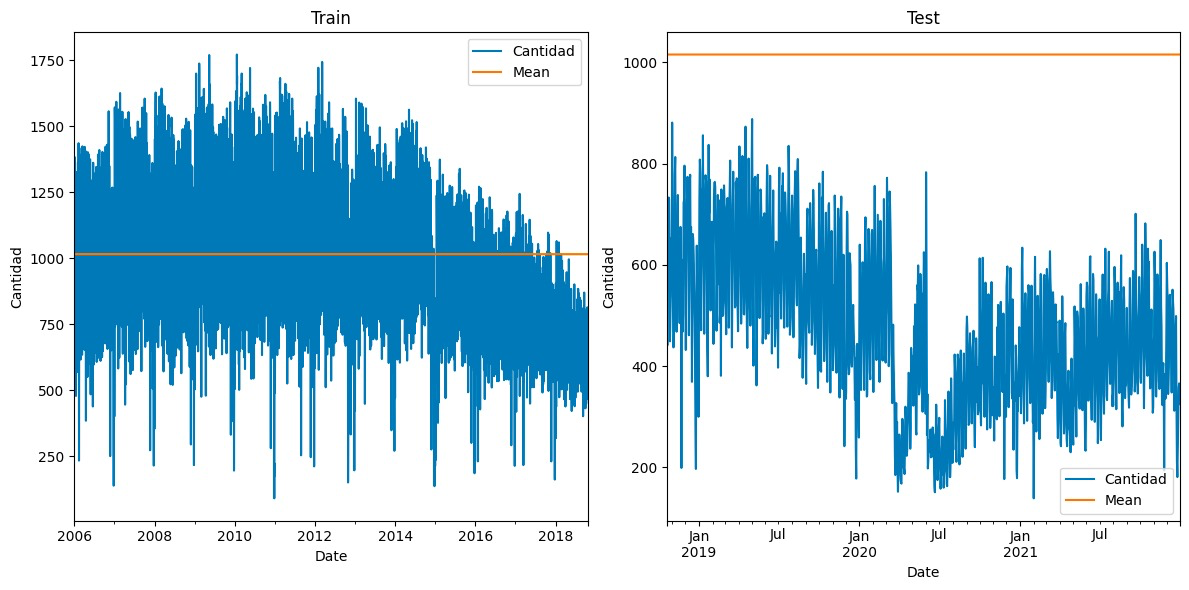 Train
Cantidad
Mean
1750
1500
1250
1000
750
500
250
Cantidad
2006 2008 2010 2012 2014 2016 2018
Date
Test
1000
800
600
400
200
Cantidad
Cantidad
Mean
Jan Jul Jan Jul Jan Jul
2019 2020 2021
Date